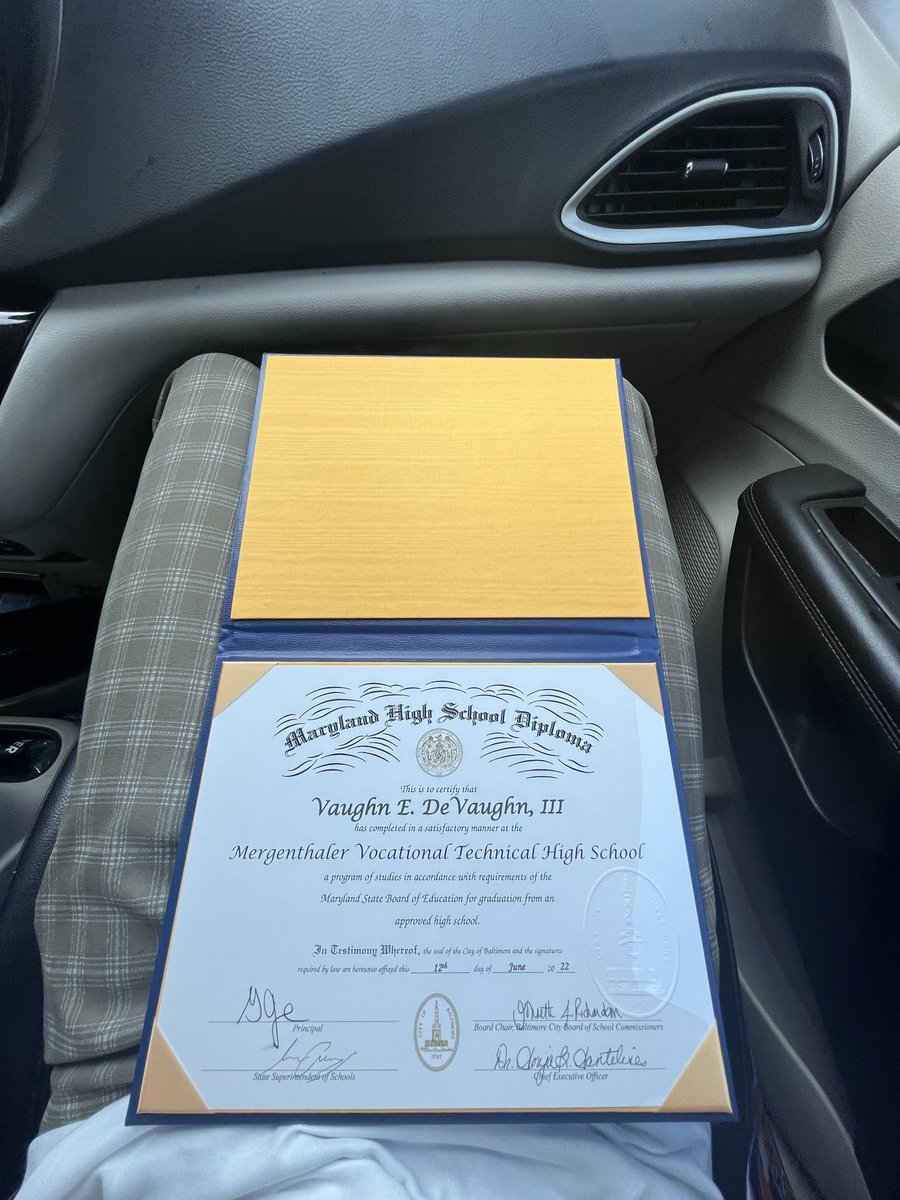 Maryland High School Diploma
This is to certify that
Vaughn E. DeVaughn, III
has completed in a satisfactory manner at the
Mergenthaler Vocational Technical High School
a program of studies in accordance with requirements of the
Maryland State Board of Education for graduation from an
approved high school.
In Testimony Whereof, the seal of the City of Baltimore and the signatures
required by law are hereunto affixed this 12th day of June 20 22
Principal
Board Chair, Baltimore City Board of School Commissioners
CITY OF BALTIMORE
1797
State Superintendent of Schools
Chief Executive Officer